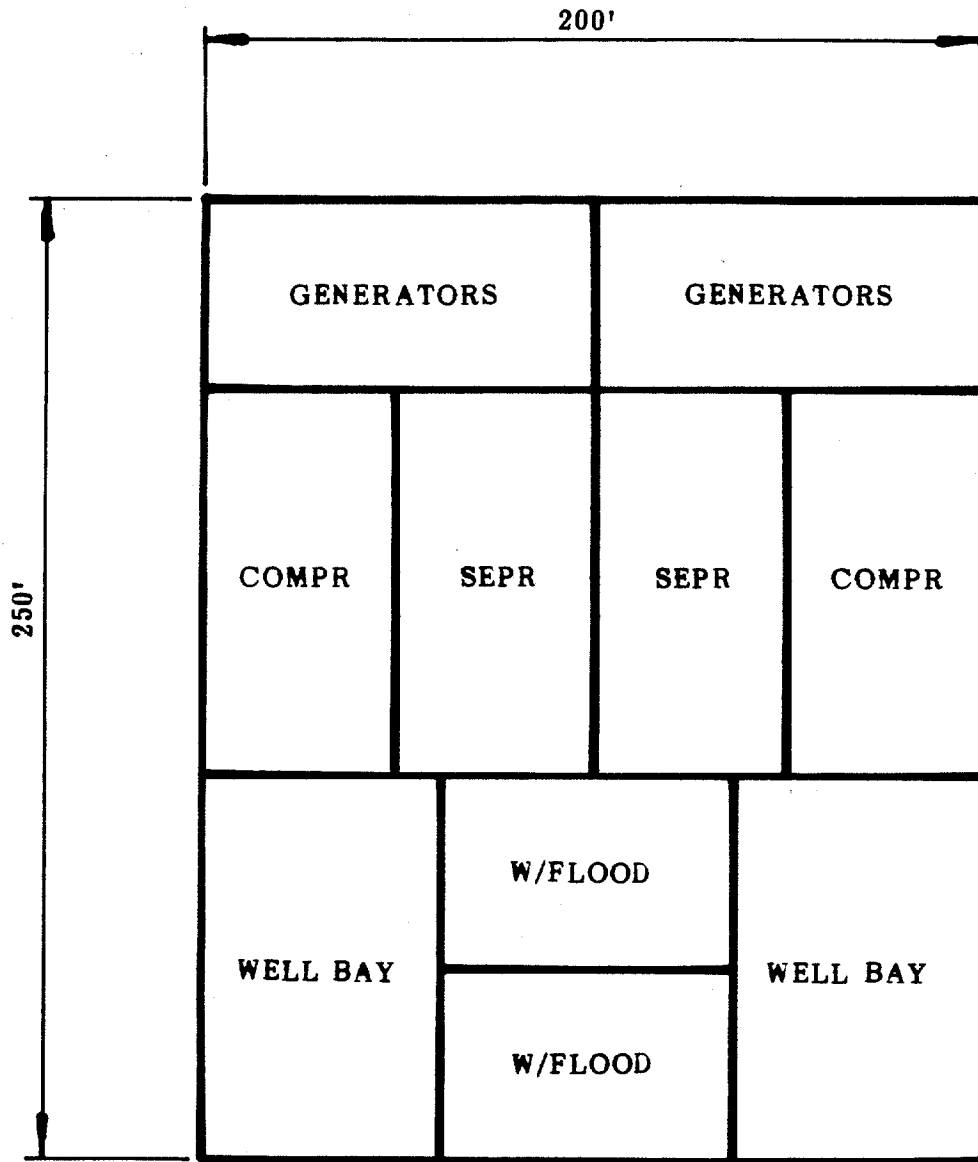 200'
GENERATORS
GENERATORS
250'
COMPR
SEPR
SEPR
COMPR
W/FLOOD
WELL BAY
WELL BAY
W/FLOOD